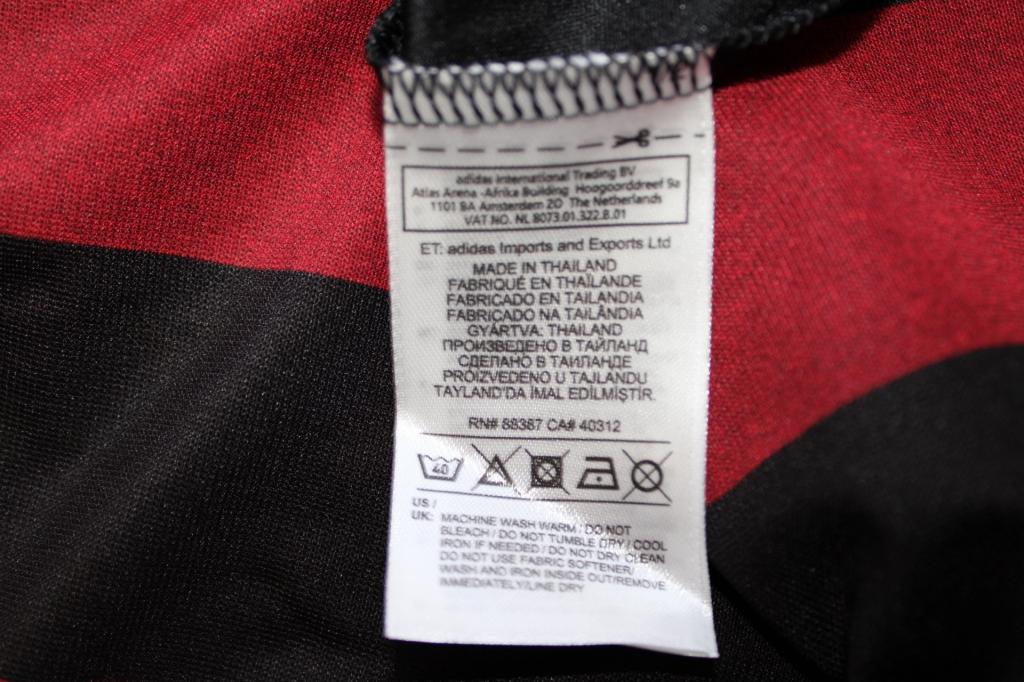 adidas International Trading BV
Atlas Arena -Afrika Building Hoogoorddreef 9a
1101 BA Amsterdam ZO The Netherlands
VAT NO. NL 8073.01.322.B.01
ET: adidas Imports and Exports Ltd
MADE IN THAILAND
FABRIQUÉ EN THAÏLANDE
FABRICADO EN TAILANDIA
FABRICADO NA TAILÂNDIA
GYÁRTVA: THAILAND
ПРОИЗВЕДЕНО В ТАЙЛАНД
СДЕЛАНО В ТАИЛАНДЕ
PROIZVEDENO U TAJLANDU
TAYLAND'DA İMAL EDİLMİŞTİR.
RN# 88387 CA# 40312
40
US /
UK: MACHINE WASH WARM / DO NOT
BLEACH / DO NOT TUMBLE DRY / COOL
IRON IF NEEDED / DO NOT DRY CLEAN
DO NOT USE FABRIC SOFTENER/
WASH AND IRON INSIDE OUT/REMOVE
IMMEDIATELY/LINE DRY